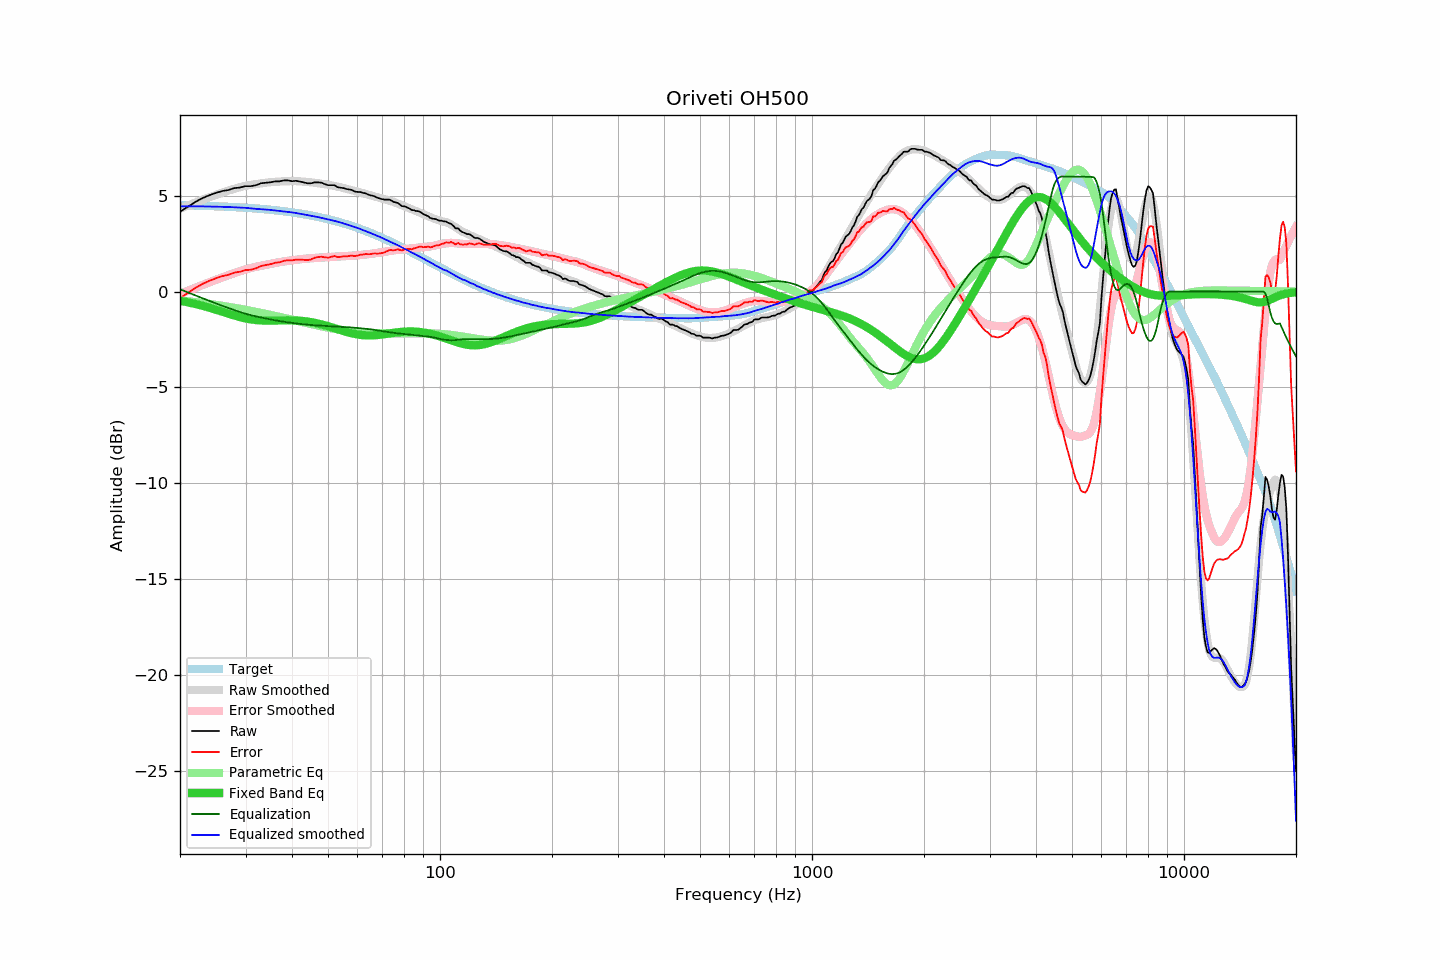 Oriveti OH500
5
0
−5
−10
−15
−20
−25
Amplitude (dBr)
Target
Raw Smoothed
Error Smoothed
Raw
Error
Parametric Eq
Fixed Band Eq
Equalization
Equalized smoothed
100
1000
10000
Frequency (Hz)